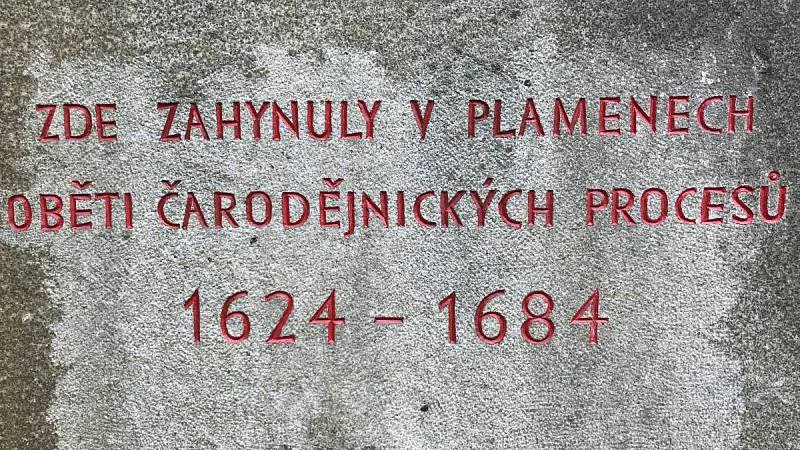 ZDE ZAHYNULY V PLAMENECH
OBĚTI ČARODĚJNICKÝCH PROCESŮ
1624 – 1684